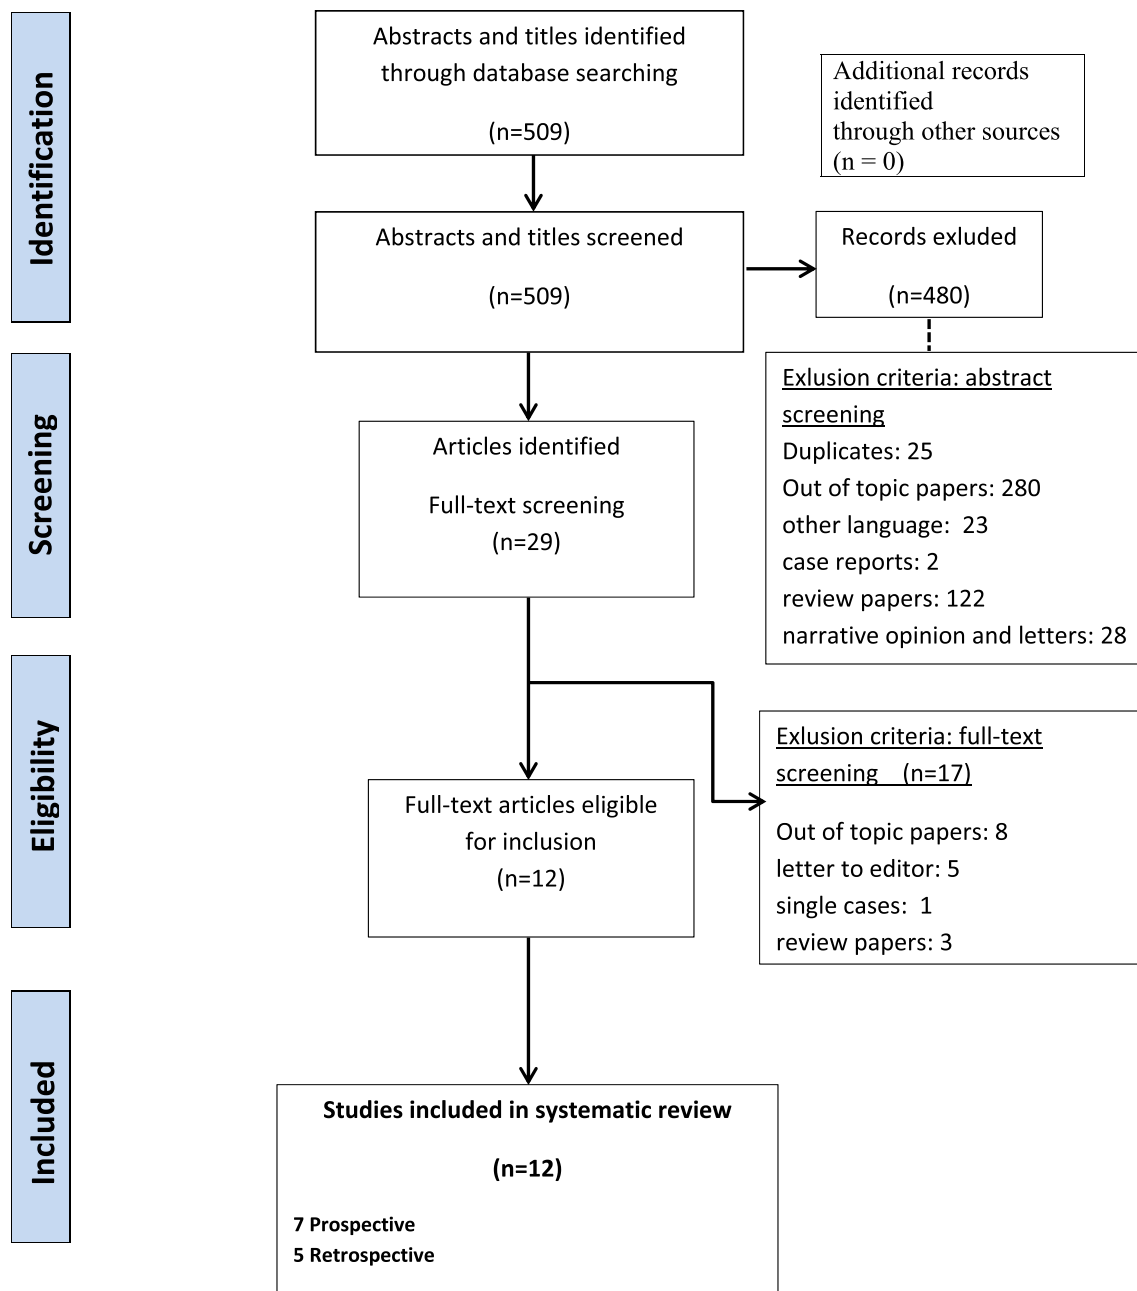 Identification
Abstracts and titles identified
through database searching
(n=509)
Additional records
identified
through other sources
(n = 0)
Abstracts and titles screened
(n=509)
Records exluded
(n=480)
Screening
Exlusion criteria: abstract
screening
Duplicates: 25
Out of topic papers: 280
other language:  23
case reports: 2
review papers: 122
narrative opinion and letters: 28
Articles identified
Full-text screening
(n=29)
Eligibility
Exlusion criteria: full-text
screening    (n=17)
Out of topic papers: 8
letter to editor: 5
single cases:  1
review papers: 3
Full-text articles eligible
for inclusion
(n=12)
Included
Studies included in systematic review
(n=12)
7 Prospective
5 Retrospective